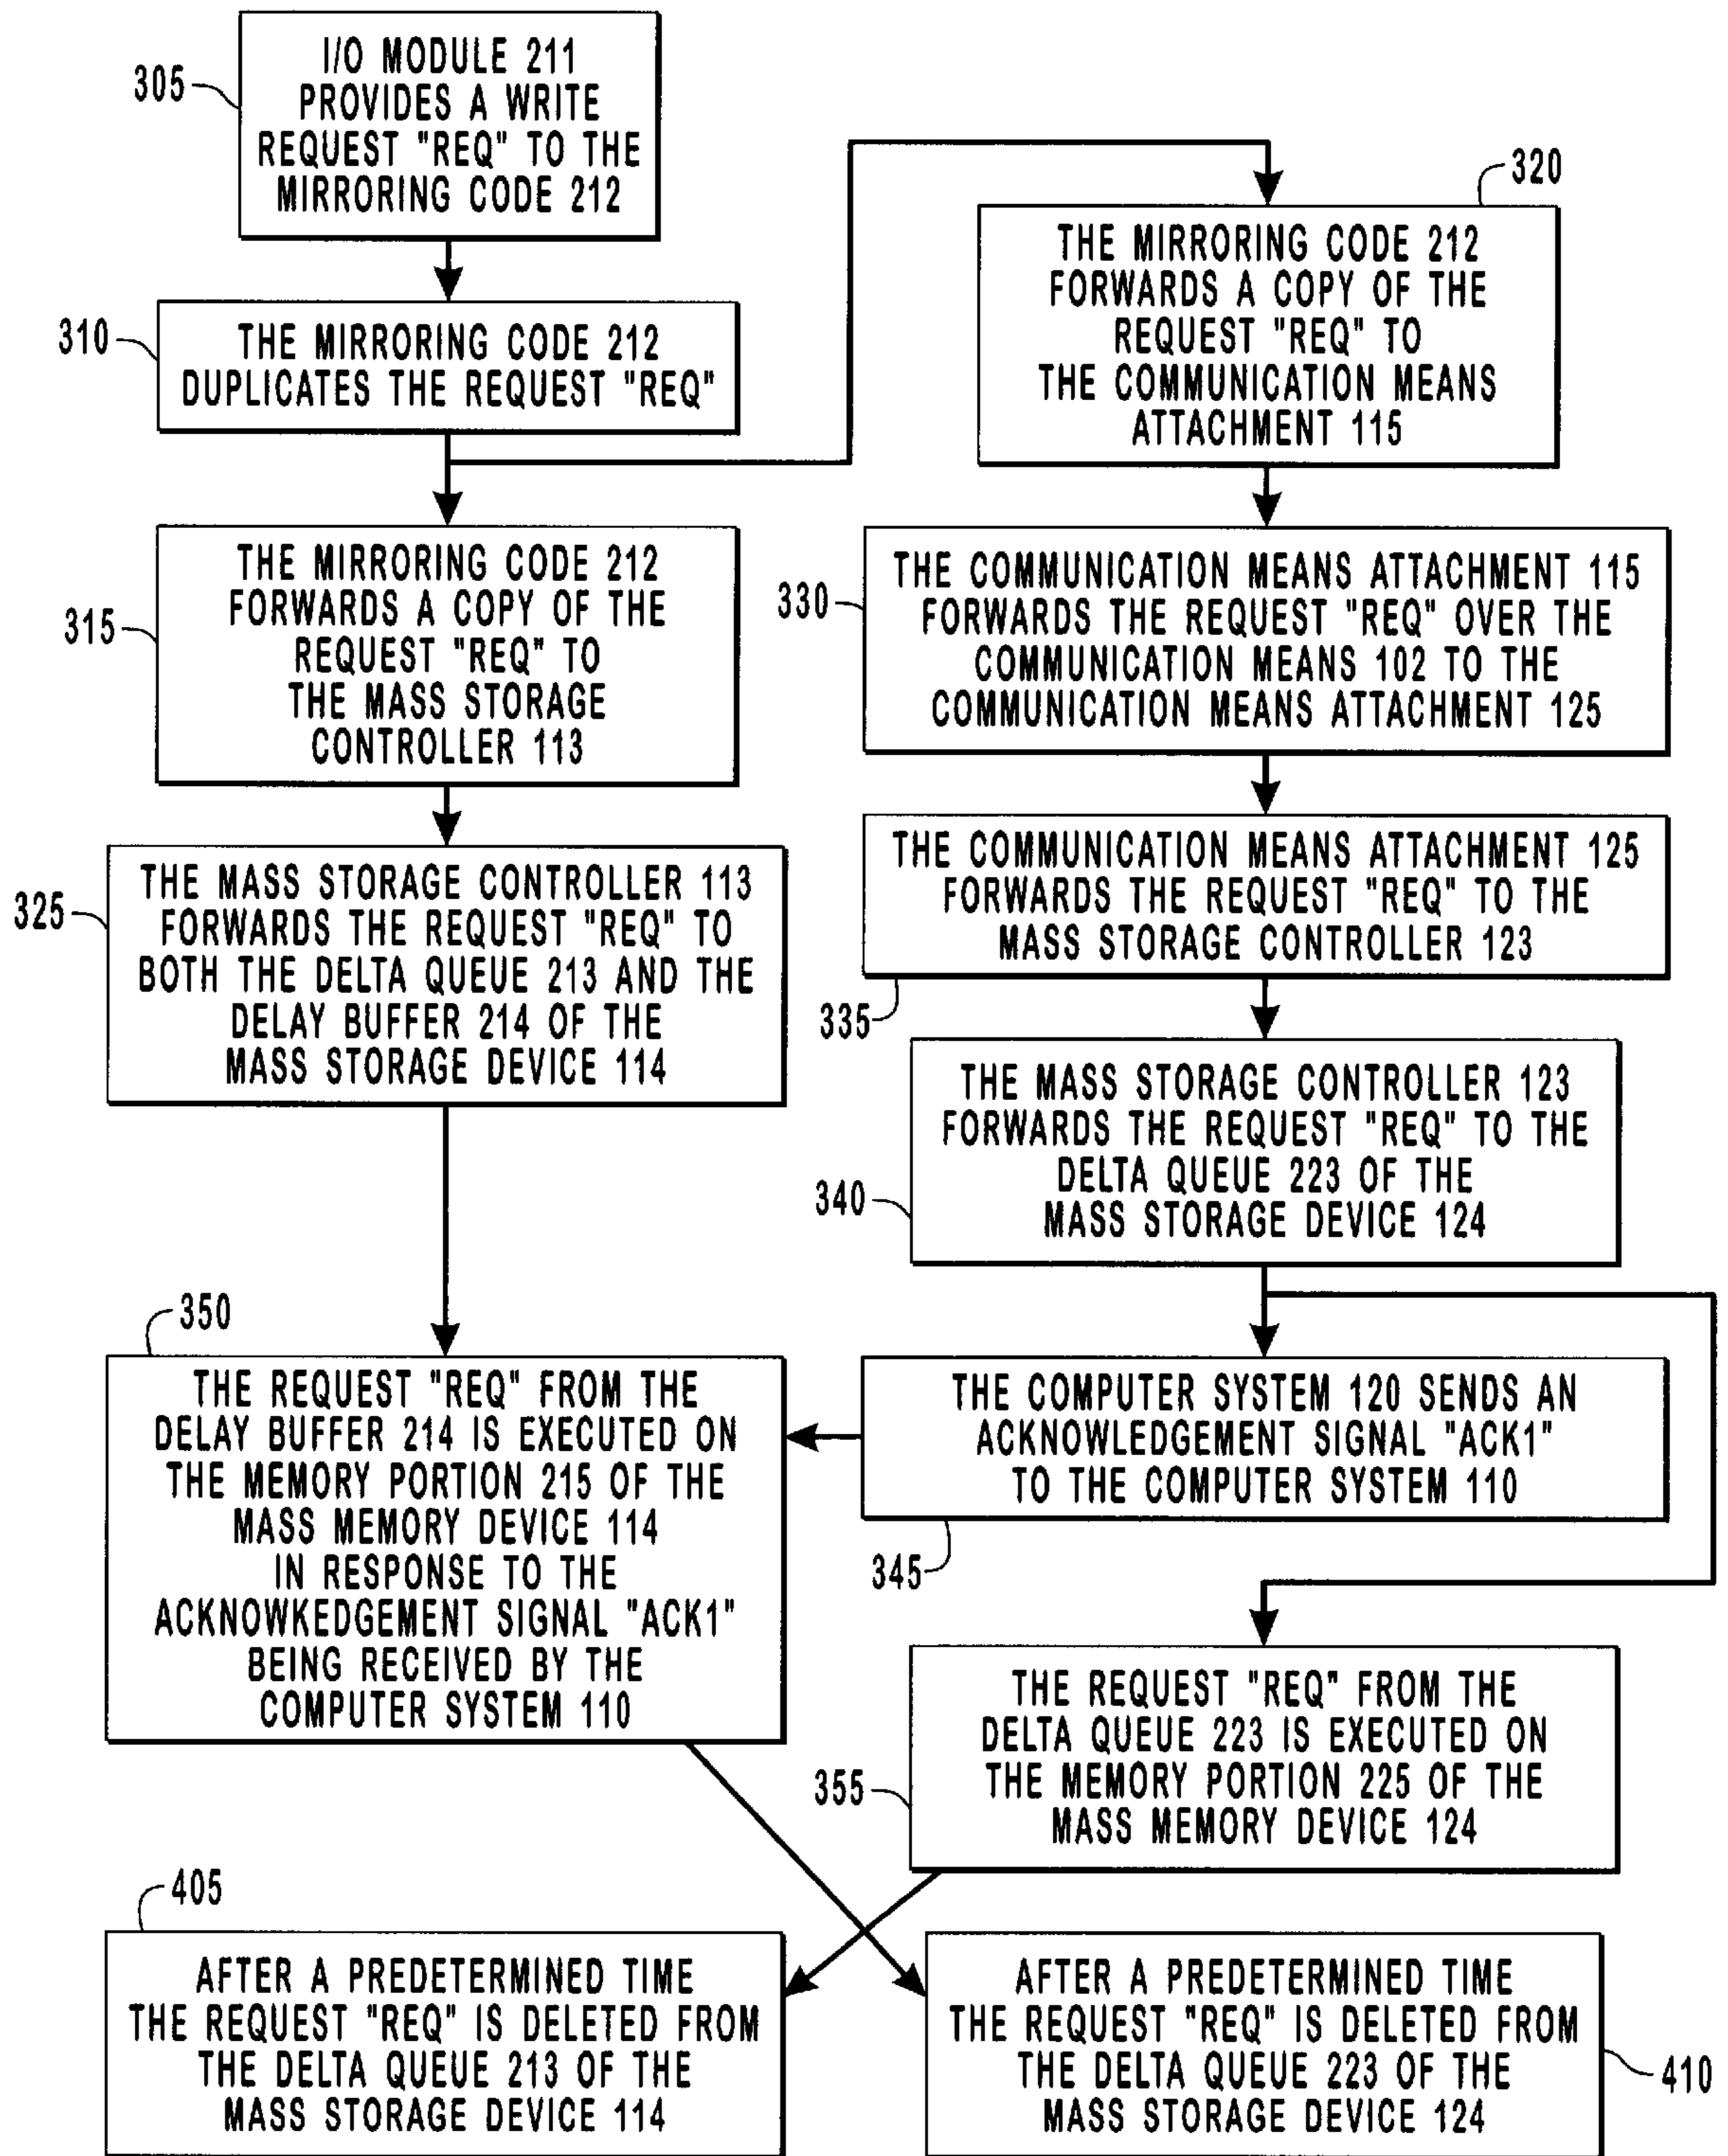 305
I/O MODULE 211
PROVIDES A WRITE
REQUEST "REQ" TO THE
MIRRORING CODE 212
310
THE MIRRORING CODE 212
DUPLICATES THE REQUEST "REQ"
315
THE MIRRORING CODE 212
FORWARDS A COPY OF THE
REQUEST "REQ" TO
THE MASS STORAGE
CONTROLLER 113
320
THE MIRRORING CODE 212
FORWARDS A COPY OF THE
REQUEST "REQ" TO
THE COMMUNICATION MEANS
ATTACHMENT 115
325
THE MASS STORAGE CONTROLLER 113
FORWARDS THE REQUEST "REQ" TO
BOTH THE DELTA QUEUE 213 AND THE
DELAY BUFFER 214 OF THE
MASS STORAGE DEVICE 114
330
THE COMMUNICATION MEANS ATTACHMENT 115
FORWARDS THE REQUEST "REQ" OVER THE
COMMUNICATION MEANS 102 TO THE
COMMUNICATION MEANS ATTACHMENT 125
THE COMMUNICATION MEANS ATTACHMENT 125
FORWARDS THE REQUEST "REQ" TO THE
MASS STORAGE CONTROLLER 123
335
THE MASS STORAGE CONTROLLER 123
FORWARDS THE REQUEST "REQ" TO THE
DELTA QUEUE 223 OF THE
MASS STORAGE DEVICE 124
340
THE COMPUTER SYSTEM 120 SENDS AN
ACKNOWLEDGEMENT SIGNAL "ACK1"
TO THE COMPUTER SYSTEM 110
345
350
THE REQUEST "REQ" FROM THE
DELAY BUFFER 214 IS EXECUTED ON
THE MEMORY PORTION 215 OF THE
MASS MEMORY DEVICE 114
IN RESPONSE TO THE
ACKNOWKEDGEMENT SIGNAL "ACK1"
BEING RECEIVED BY THE
COMPUTER SYSTEM 110
355
THE REQUEST "REQ" FROM THE
DELTA QUEUE 223 IS EXECUTED ON
THE MEMORY PORTION 225 OF THE
MASS MEMORY DEVICE 124
405
AFTER A PREDETERMINED TIME
THE REQUEST "REQ" IS DELETED FROM
THE DELTA QUEUE 213 OF THE
MASS STORAGE DEVICE 114
AFTER A PREDETERMINED TIME
THE REQUEST "REQ" IS DELETED FROM
THE DELTA QUEUE 223 OF THE
MASS STORAGE DEVICE 124
410